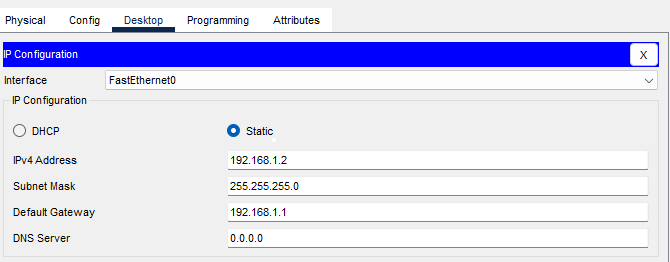 Physical Config Desktop Programming Attributes
IP Configuration X
Interface FastEthernet0
IP Configuration
DHCP Static
IPv4 Address 192.168.1.2
Subnet Mask 255.255.255.0
Default Gateway 192.168.1.1
DNS Server 0.0.0.0